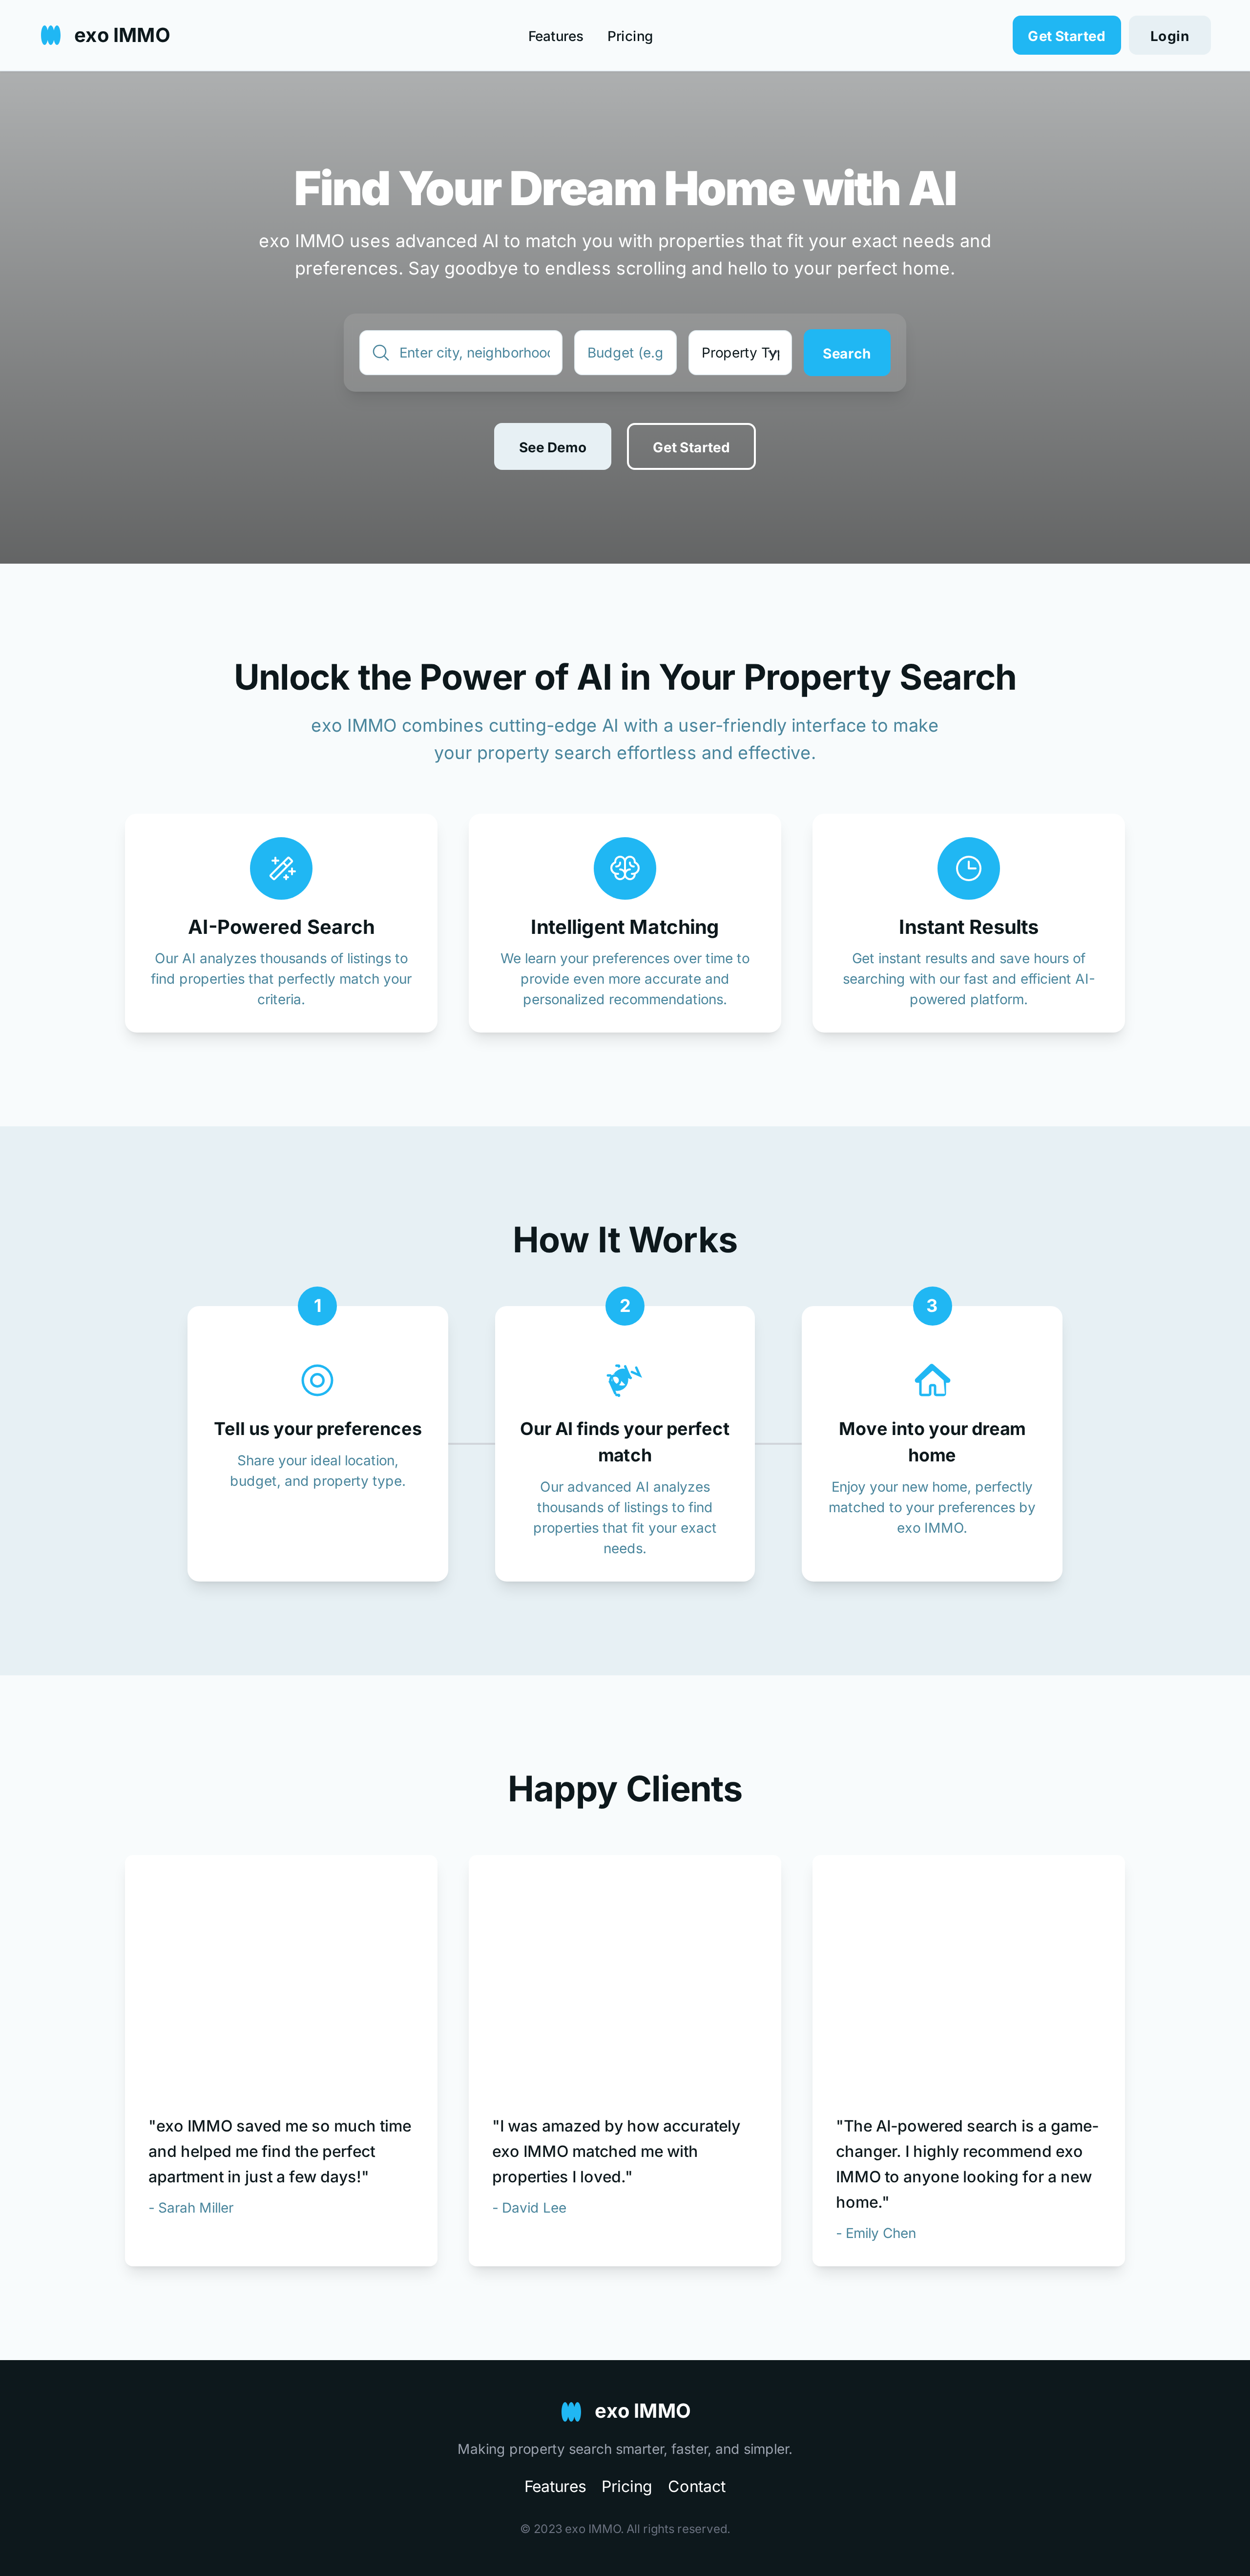 exo IMMO
Features
Pricing
Get Started
Login
Find Your Dream Home with AI
exo IMMO uses advanced AI to match you with properties that fit your exact needs and
preferences. Say goodbye to endless scrolling and hello to your perfect home.
Enter city, neighborhood
Budget (e.g
Property Typ
Search
See Demo
Get Started
Unlock the Power of AI in Your Property Search
exo IMMO combines cutting-edge AI with a user-friendly interface to make
your property search effortless and effective.
AI-Powered Search
Our AI analyzes thousands of listings to
find properties that perfectly match your
criteria.
Intelligent Matching
We learn your preferences over time to
provide even more accurate and
personalized recommendations.
Instant Results
Get instant results and save hours of
searching with our fast and efficient AI-
powered platform.
How It Works
1
Tell us your preferences
Share your ideal location,
budget, and property type.
2
Our AI finds your perfect
match
Our advanced AI analyzes
thousands of listings to find
properties that fit your exact
needs.
3
Move into your dream
home
Enjoy your new home, perfectly
matched to your preferences by
exo IMMO.
Happy Clients
"exo IMMO saved me so much time
and helped me find the perfect
apartment in just a few days!"
- Sarah Miller
"I was amazed by how accurately
exo IMMO matched me with
properties I loved."
- David Lee
"The AI-powered search is a game-
changer. I highly recommend exo
IMMO to anyone looking for a new
home."
- Emily Chen
exo IMMO
Making property search smarter, faster, and simpler.
Features
Pricing
Contact
© 2023 exo IMMO. All rights reserved.